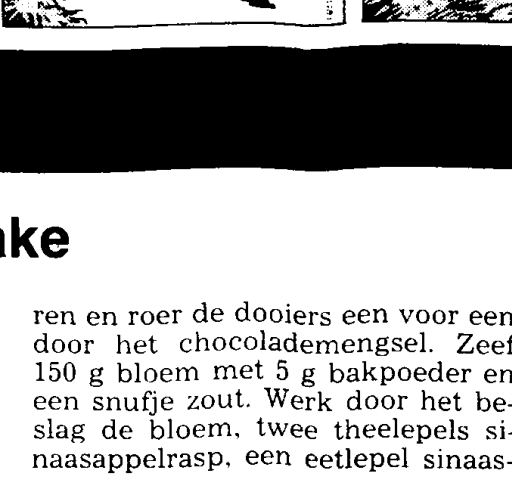 ake
ren en roer de dooiers een voor een
door het chocolademengsel. Zeef
150 g bloem met 5 g bakpoeder en
een snufje zout. Werk door het be-
slag de bloem, twee theelepels si-
naasappelrasp, een eetlepel sinaas-